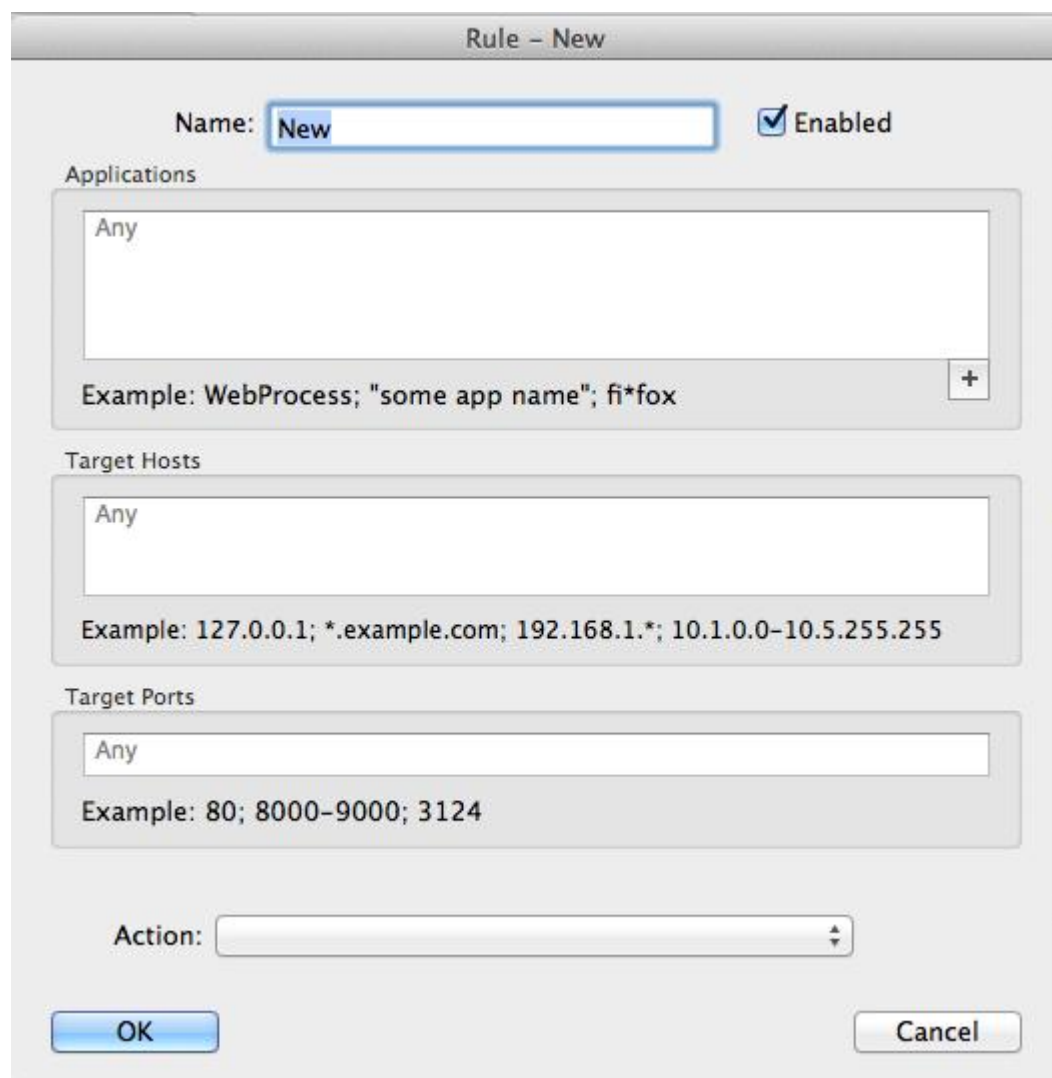 Rule – New
Name: New Enabled
Applications
Any
+
Example: WebProcess; "some app name"; fi*fox
Target Hosts
Any
Example: 127.0.0.1; *.example.com; 192.168.1.*; 10.1.0.0–10.5.255.255
Target Ports
Any
Example: 80; 8000–9000; 3124
Action:
OK Cancel